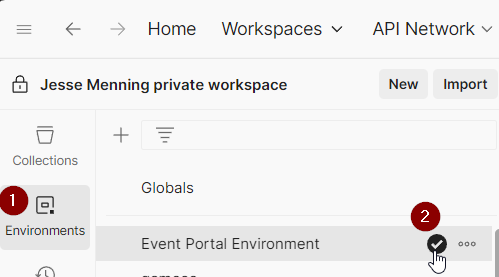 Home Workspaces API Network
Jesse Menning private workspace New Import
Collections
Globals
1
Environments
2
Event Portal Environment